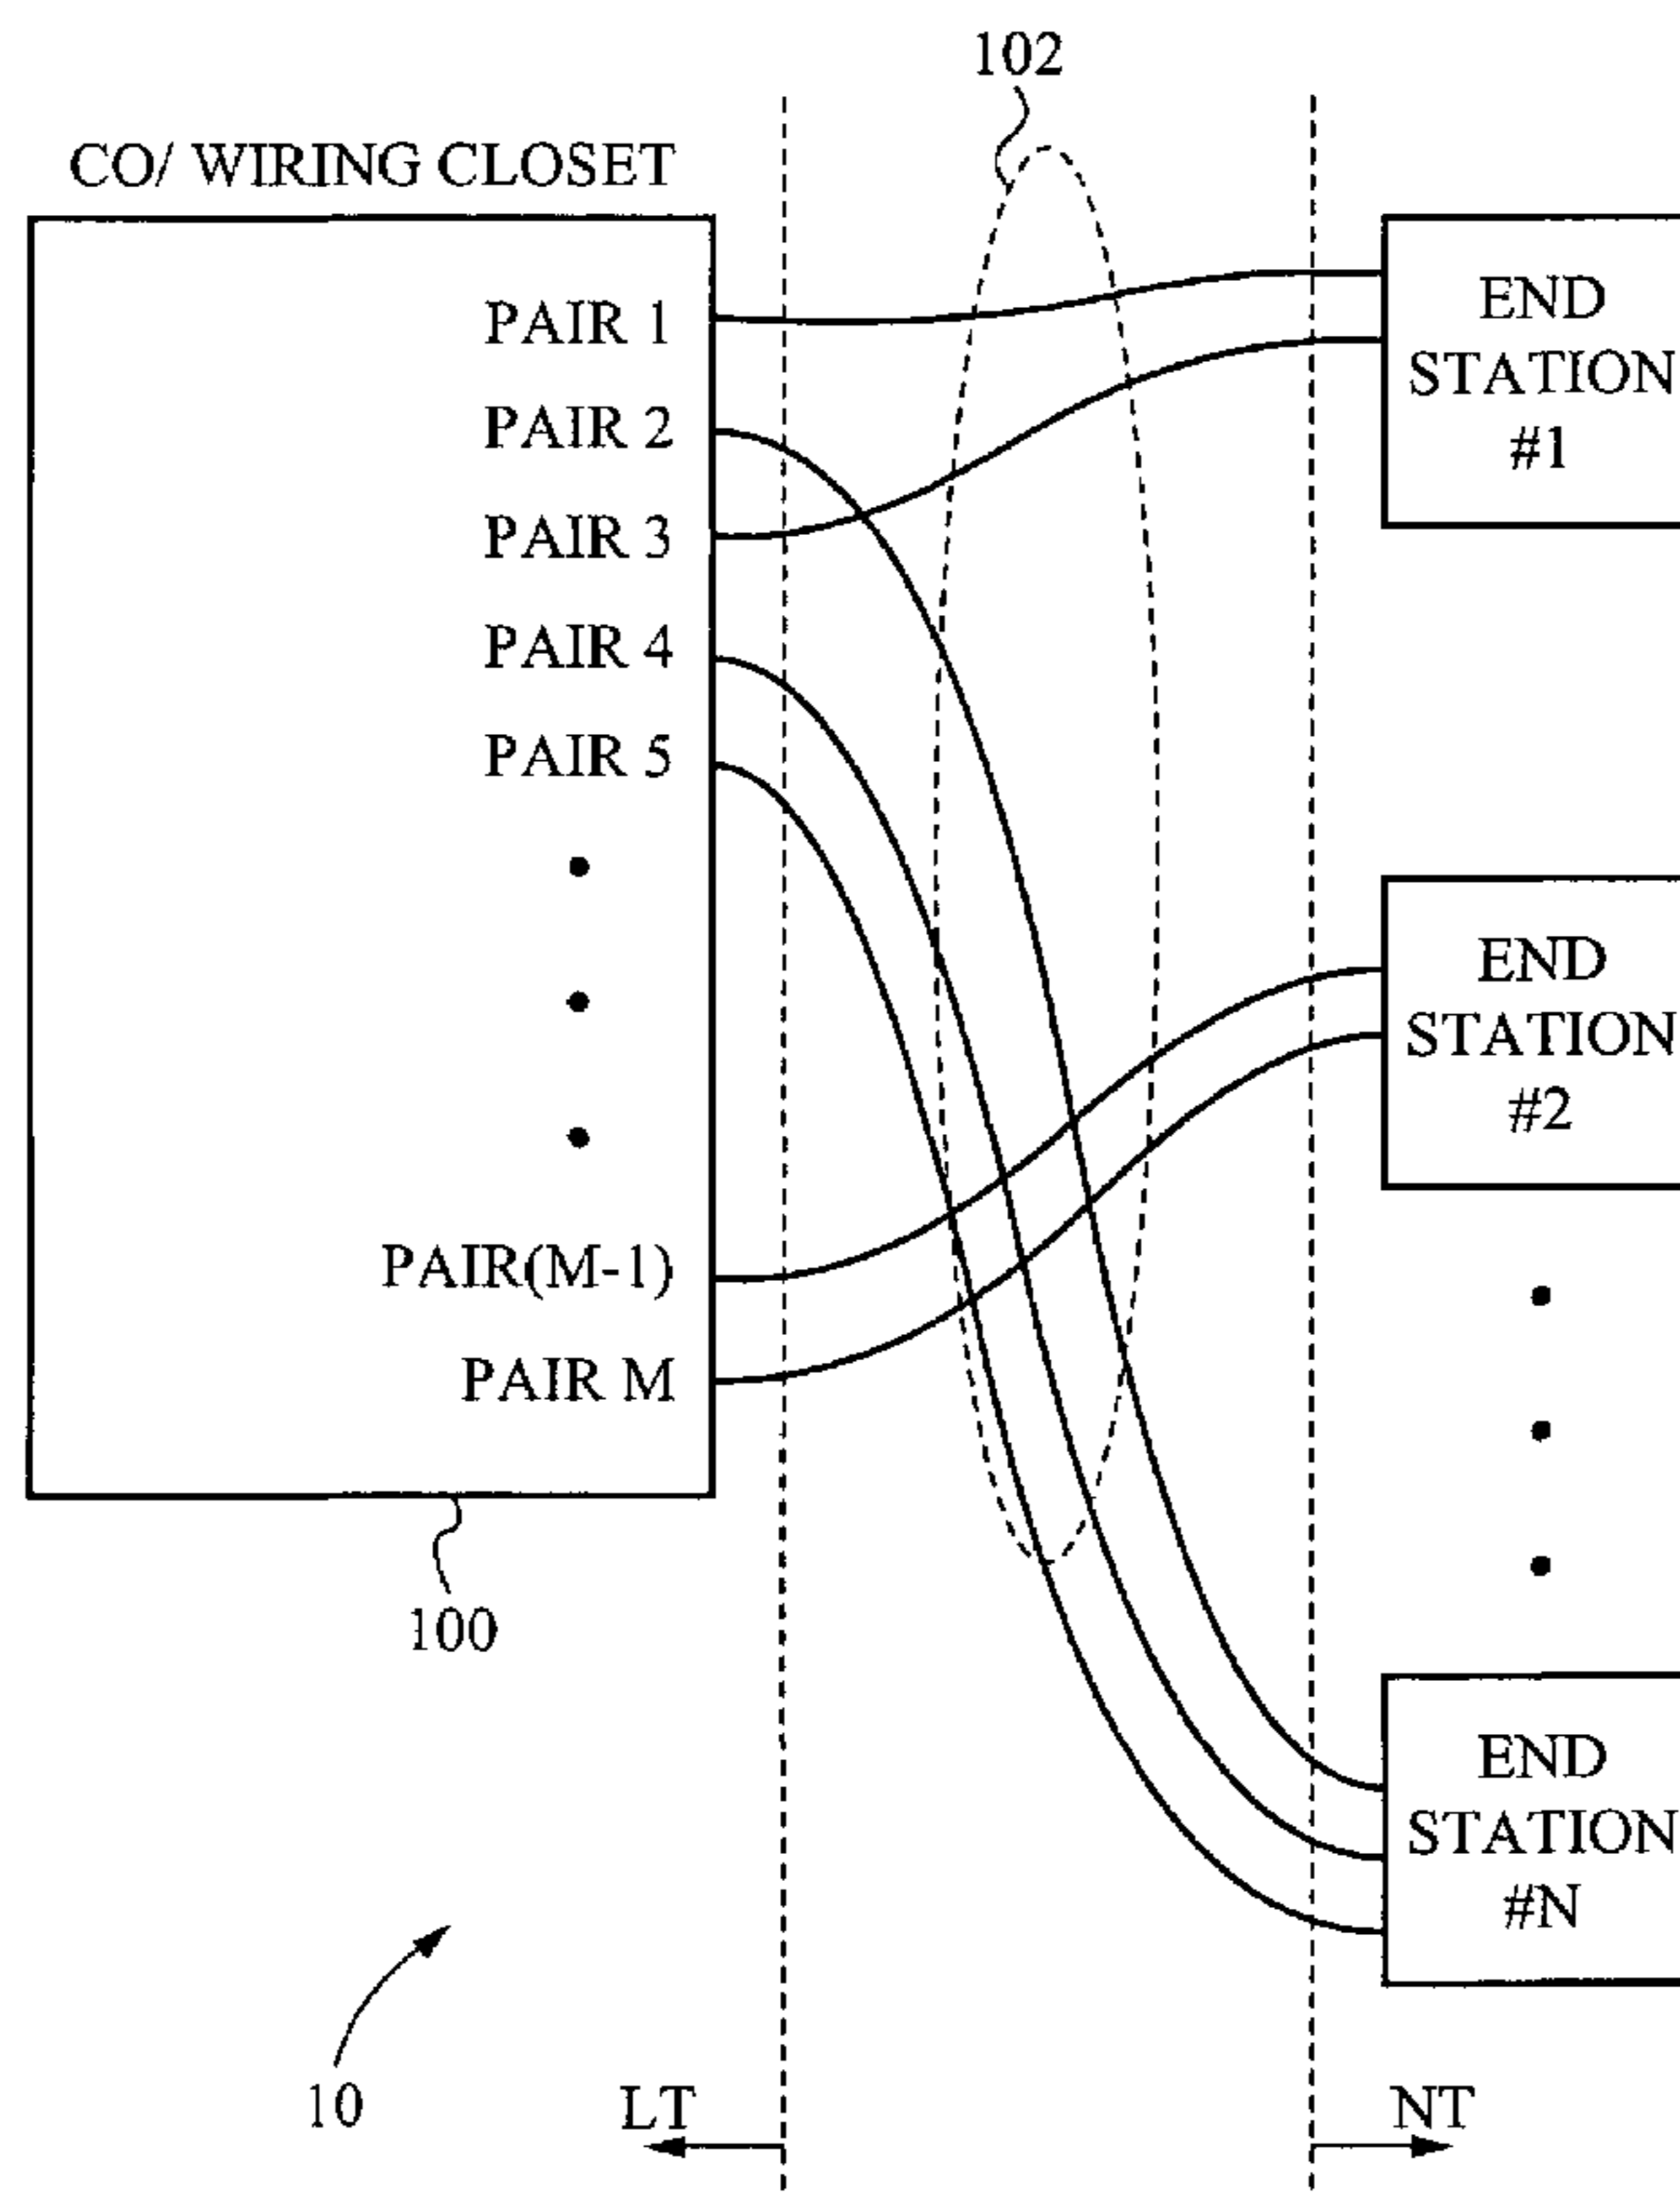 102
CO/ WIRING CLOSET
PAIR 1
PAIR 2
PAIR 3
PAIR 4
PAIR 5
PAIR(M-1)
PAIR M
100
END
STATION
#1
END
STATION
#2
END
STATION
#N
10
LT
NT